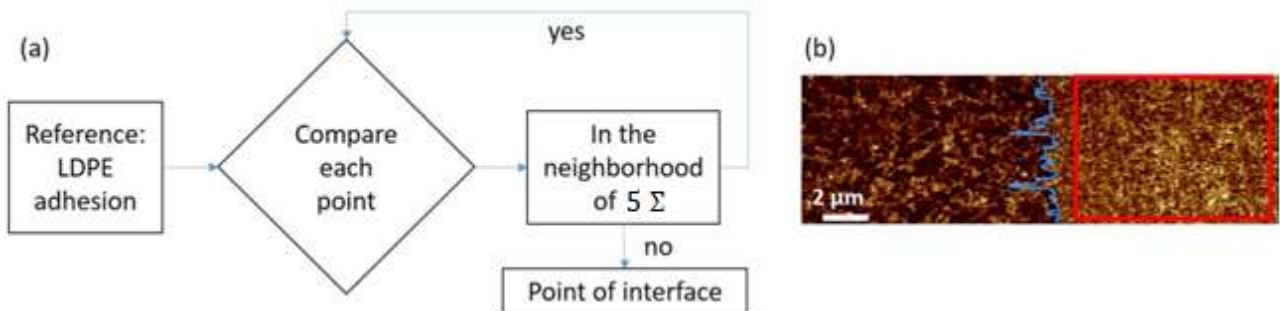 (a)
yes
(b)
Reference:
LDPE
adhesion
Compare
each
point
In the
neighborhood
of 5 Σ
2 μm
no
Point of interface